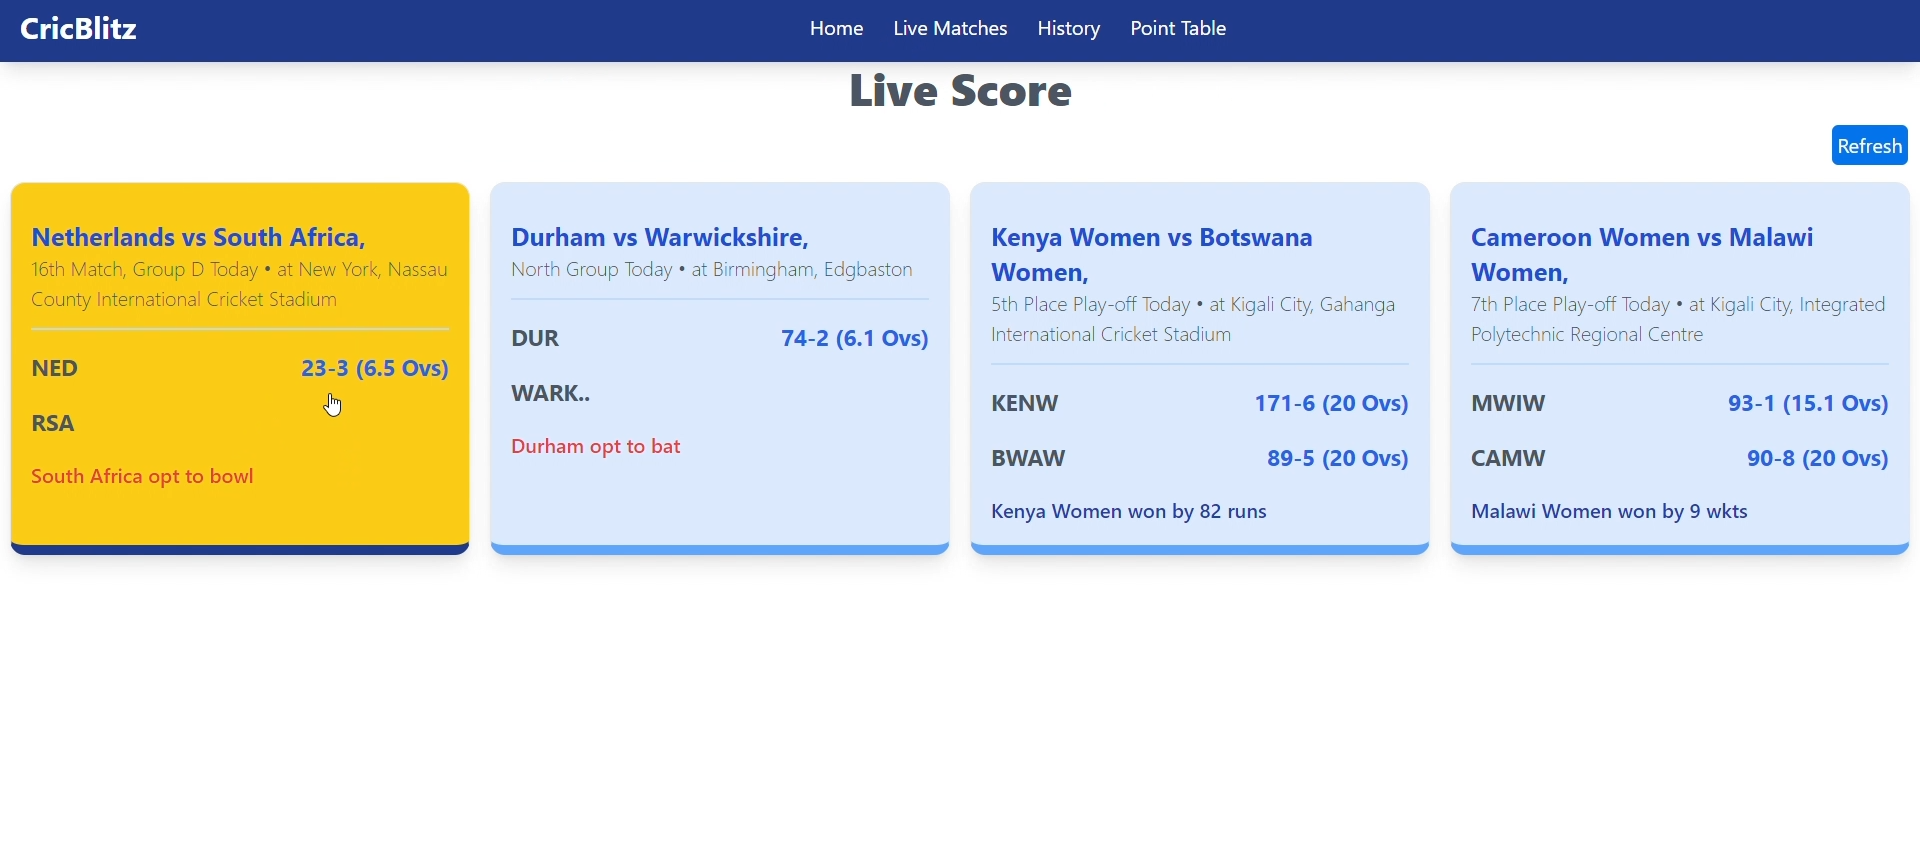 CricBlitz
Home Live Matches History Point Table
Live Score
Refresh
Netherlands vs South Africa,
16th Match, Group D Today • at New York, Nassau
County International Cricket Stadium
NED 23-3 (6.5 Ovs)
RSA
South Africa opt to bowl
Durham vs Warwickshire,
North Group Today • at Birmingham, Edgbaston
DUR 74-2 (6.1 Ovs)
WARK..
Durham opt to bat
Kenya Women vs Botswana
Women,
5th Place Play-off Today • at Kigali City, Gahanga
International Cricket Stadium
KENW 171-6 (20 Ovs)
BWAW 89-5 (20 Ovs)
Kenya Women won by 82 runs
Cameroon Women vs Malawi
Women,
7th Place Play-off Today • at Kigali City, Integrated
Polytechnic Regional Centre
MWIW 93-1 (15.1 Ovs)
CAMW 90-8 (20 Ovs)
Malawi Women won by 9 wkts